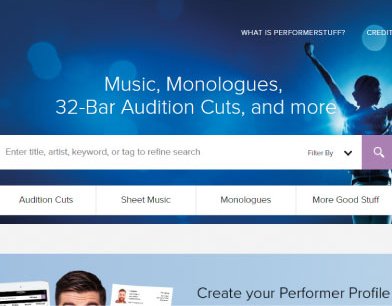 WHAT IS PERFORMERSTUFF? CREDIT
Music, Monologues,
32-Bar Audition Cuts, and more
Enter title, artist, keyword, or tag to refine search Filter By
Audition Cuts Sheet Music Monologues More Good Stuff
Create your Performer Profile